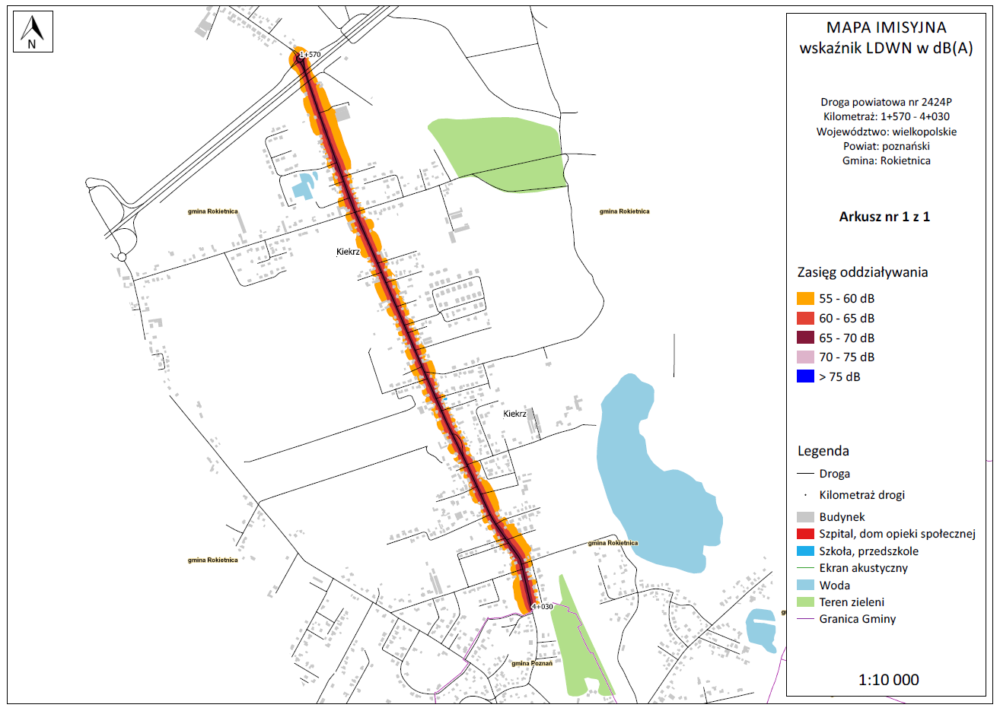 N
1+570
gmina Rokietnica
gmina Rokietnica
Kiekrz
Kiekrz
gmina Rokietnica
gmina Rokietnica
4+030
gmina Poznań
MAPA IMISYJNA
wskaźnik LDWN w dB(A)
Droga powiatowa nr 2424P
Kilometraż: 1+570 - 4+030
Województwo: wielkopolskie
Powiat: poznański
Gmina: Rokietnica
Arkusz nr 1 z 1
Zasięg oddziaływania
55 - 60 dB
60 - 65 dB
65 - 70 dB
70 - 75 dB
> 75 dB
Legenda
Droga
Kilometraż drogi
Budynek
Szpital, dom opieki społecznej
Szkoła, przedszkole
Ekran akustyczny
Woda
Teren zieleni
Granica Gminy
1:10 000